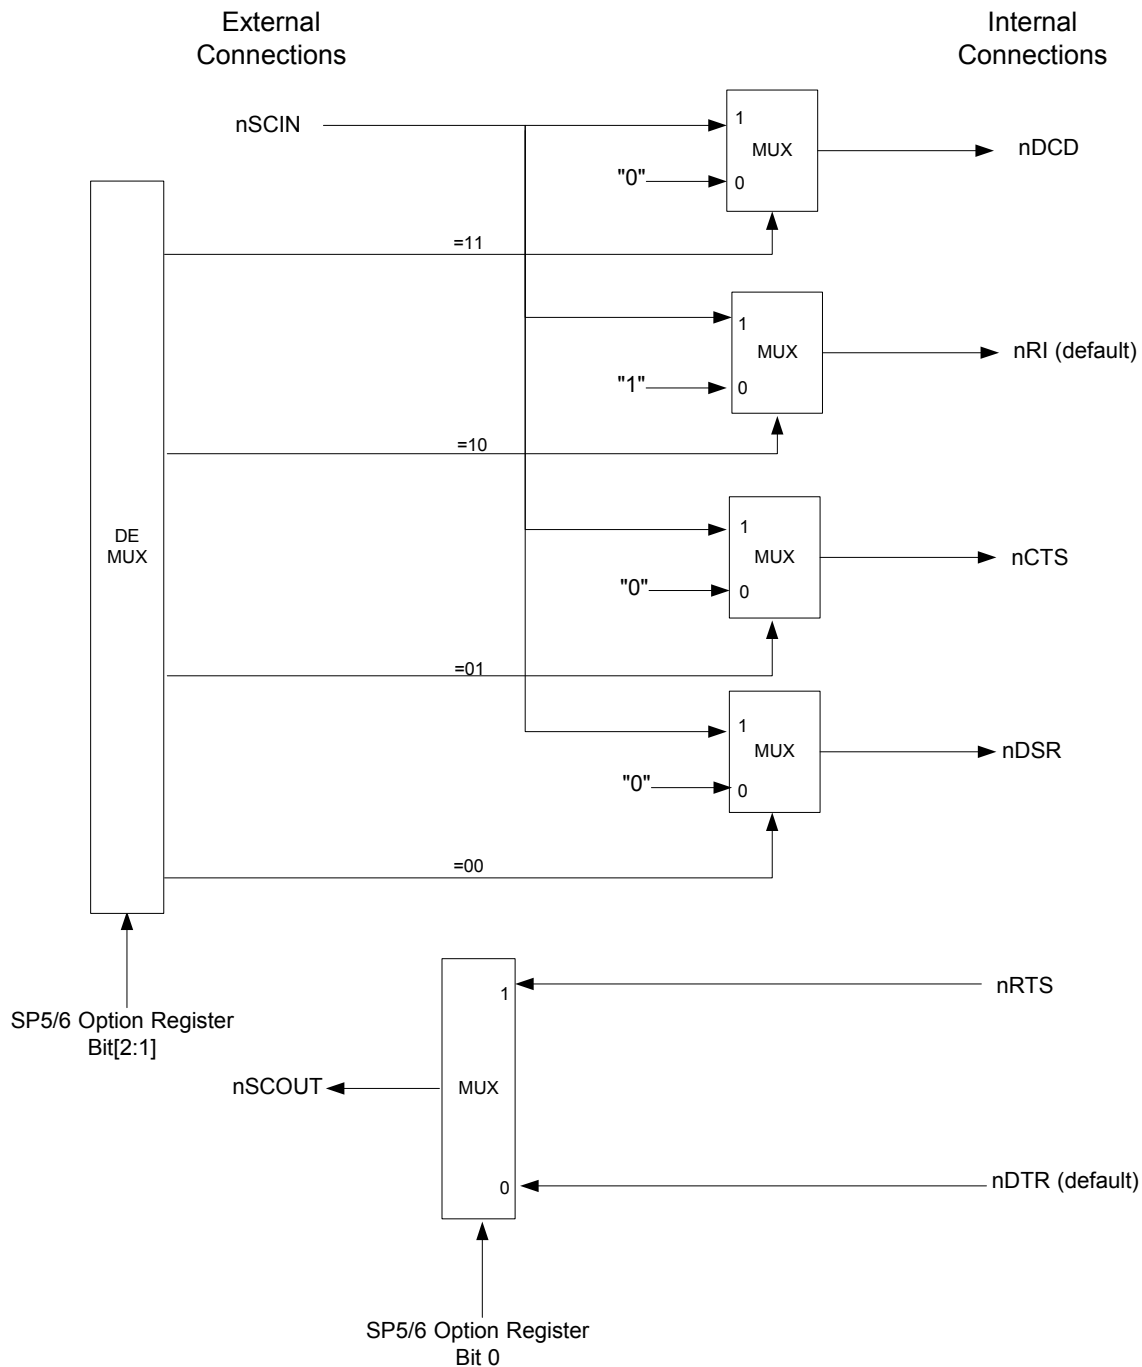 External
Connections
Internal
Connections
nSCIN
1
MUX
nDCD
"0"
0
=11
1
MUX
nRI (default)
"1"
0
=10
DE
MUX
1
MUX
nCTS
"0"
0
=01
1
MUX
nDSR
"0"
0
=00
1
nRTS
SP5/6 Option Register
Bit[2:1]
nSCOUT
MUX
0
nDTR (default)
SP5/6 Option Register
Bit 0